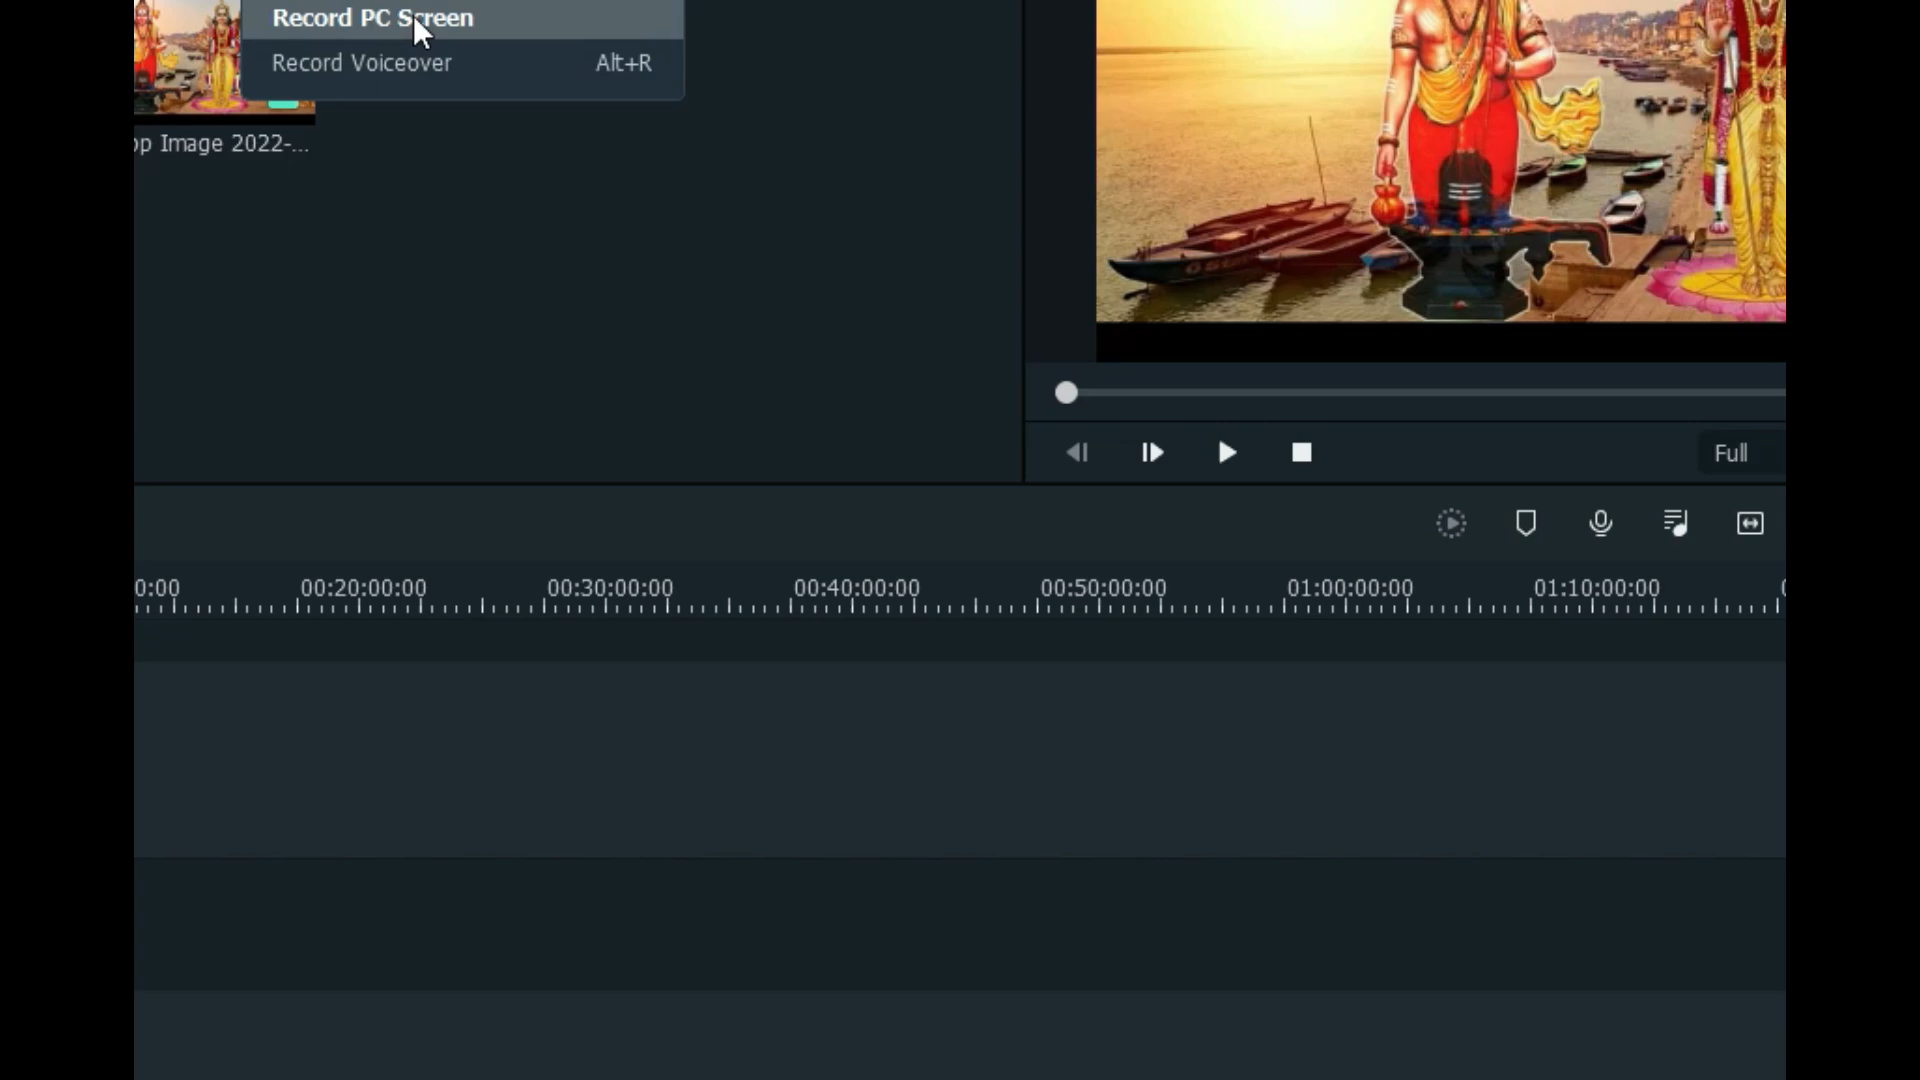 Record PC Screen
Record Voiceover Alt+R
op Image 2022-...
Full
0:00 00:20:00:00 00:30:00:00 00:40:00:00 00:50:00:00 01:00:00:00 01:10:00:00